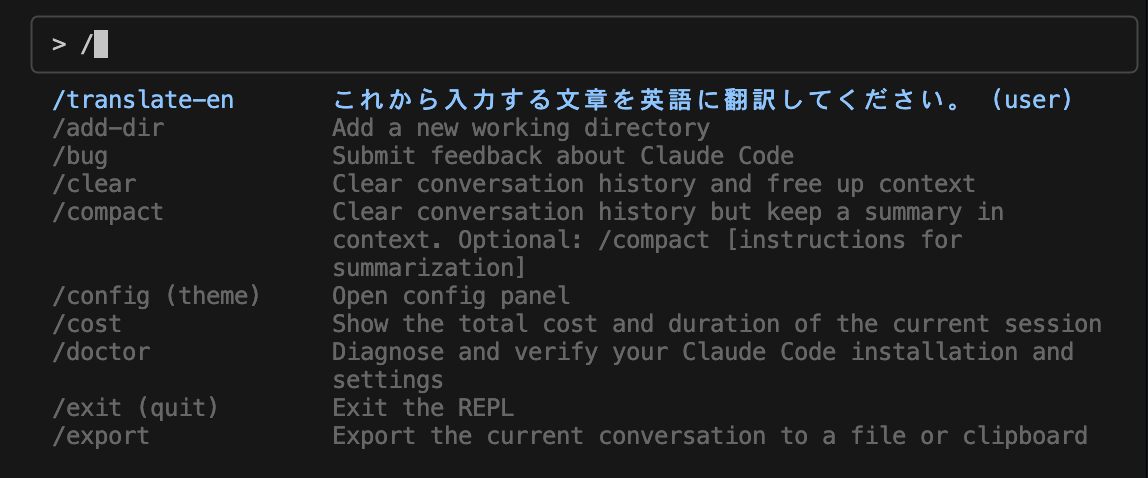 > /
/translate-en これから入力する文章を英語に翻訳してください。 (user)
/add-dir Add a new working directory
/bug Submit feedback about Claude Code
/clear Clear conversation history and free up context
/compact Clear conversation history but keep a summary in
context. Optional: /compact [instructions for
summarization]
/config (theme) Open config panel
/cost Show the total cost and duration of the current session
/doctor Diagnose and verify your Claude Code installation and
settings
/exit (quit) Exit the REPL
/export Export the current conversation to a file or clipboard